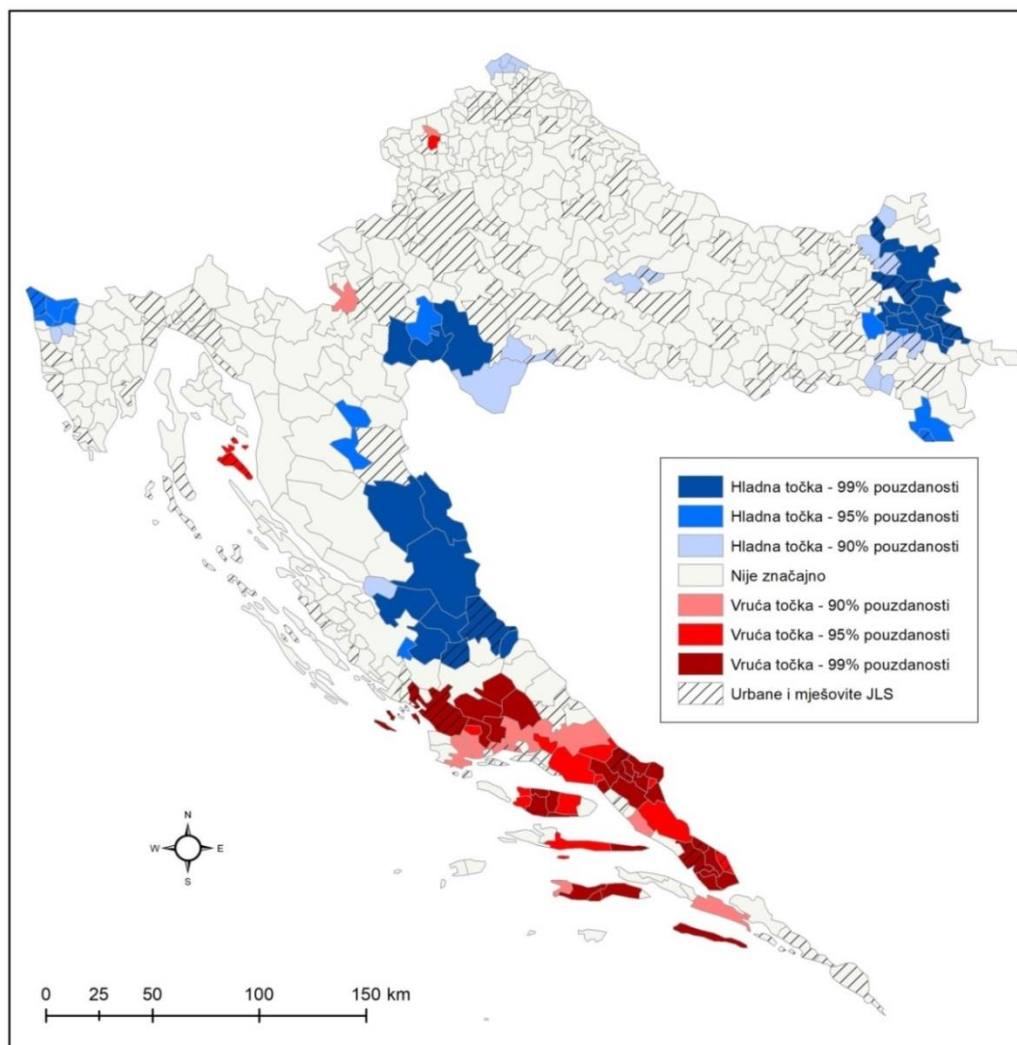 Hladna točka - 99% pouzdanosti
Hladna točka - 95% pouzdanosti
Hladna točka - 90% pouzdanosti
Nije značajno
Vruća točka - 90% pouzdanosti
Vruća točka - 95% pouzdanosti
Vruća točka - 99% pouzdanosti
Urbane i mješovite JLS
N
W E
S
0 25 50 100 150 km